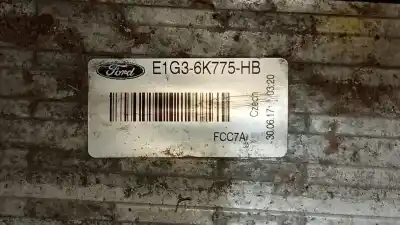 Ford
E1G3-6K775-HB
FCC7A
Czech
30.06.17 03:20